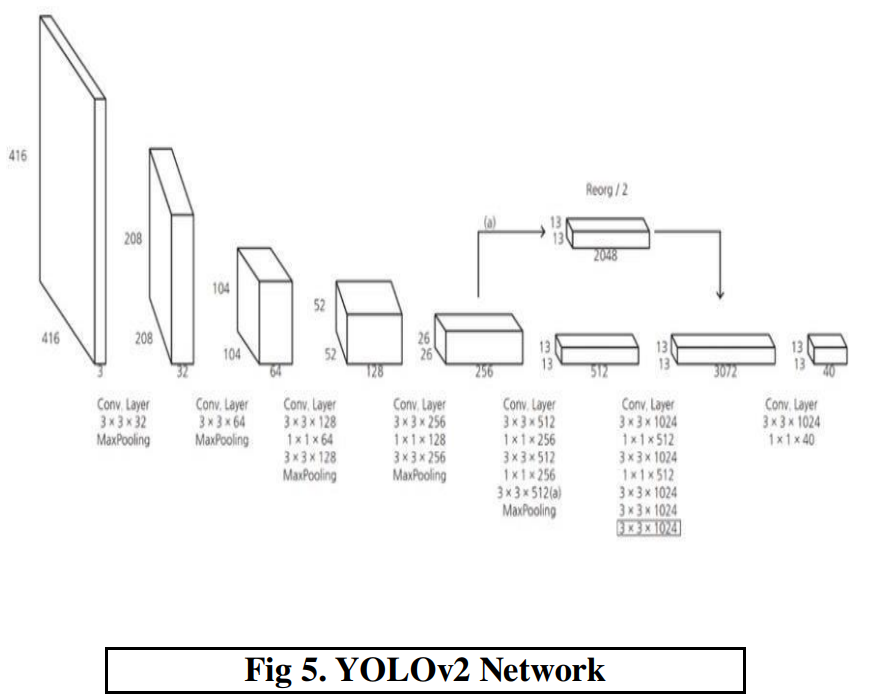 416
416
3
208
208
32
104
104
64
52
52
128
26
26
256
(a)
Reorg / 2
13
13
2048
13
13
512
13
13
3072
13
13
40
Conv. Layer
3 x 3 x 32
MaxPooling
Conv. Layer
3 x 3 x 64
MaxPooling
Conv. Layer
3 x 3 x 128
1 x 1 x 64
3 x 3 x 128
MaxPooling
Conv. Layer
3 x 3 x 256
1 x 1 x 128
3 x 3 x 256
MaxPooling
Conv. Layer
3 x 3 x 512
1 x 1 x 256
3 x 3 x 512
1 x 1 x 256
3 x 3 x 512(a)
MaxPooling
Conv. Layer
3 x 3 x 1024
1 x 1 x 512
3 x 3 x 1024
1 x 1 x 512
3 x 3 x 1024
3 x 3 x 1024
3 x 3 x 1024
Conv. Layer
3 x 3 x 1024
1 x 1 x 40
Fig 5. YOLOv2 Network